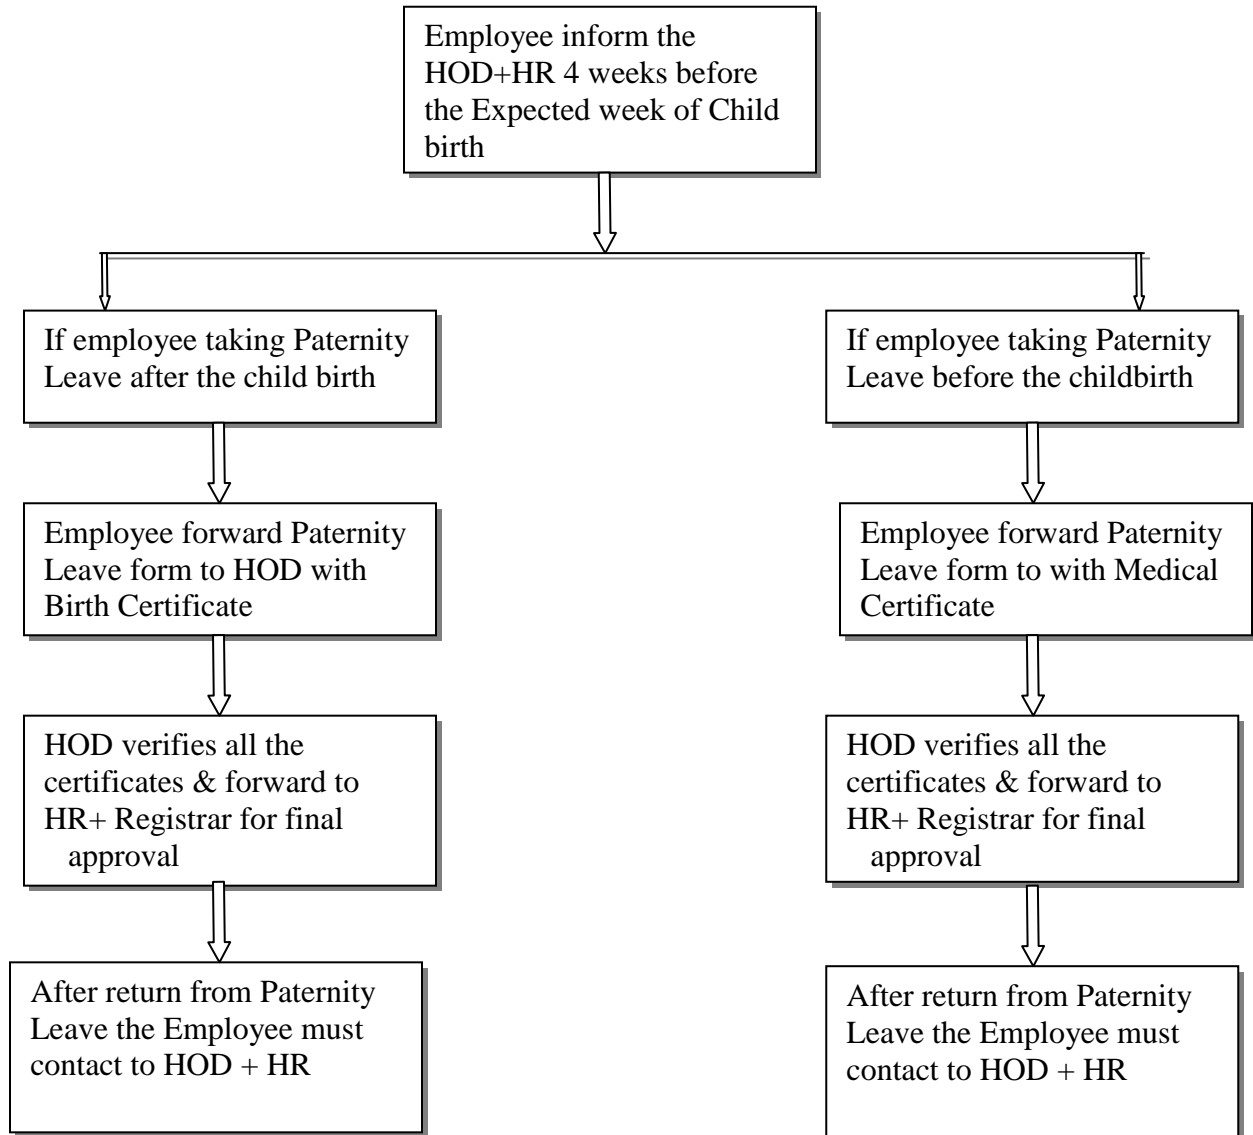 Employee inform the
HOD+HR 4 weeks before
the Expected week of Child
birth
If employee taking Paternity
Leave after the child birth
Employee forward Paternity
Leave form to HOD with
Birth Certificate
HOD verifies all the
certificates & forward to
HR+ Registrar for final
approval
After return from Paternity
Leave the Employee must
contact to HOD + HR
If employee taking Paternity
Leave before the childbirth
Employee forward Paternity
Leave form to with Medical
Certificate
HOD verifies all the
certificates & forward to
HR+ Registrar for final
approval
After return from Paternity
Leave the Employee must
contact to HOD + HR